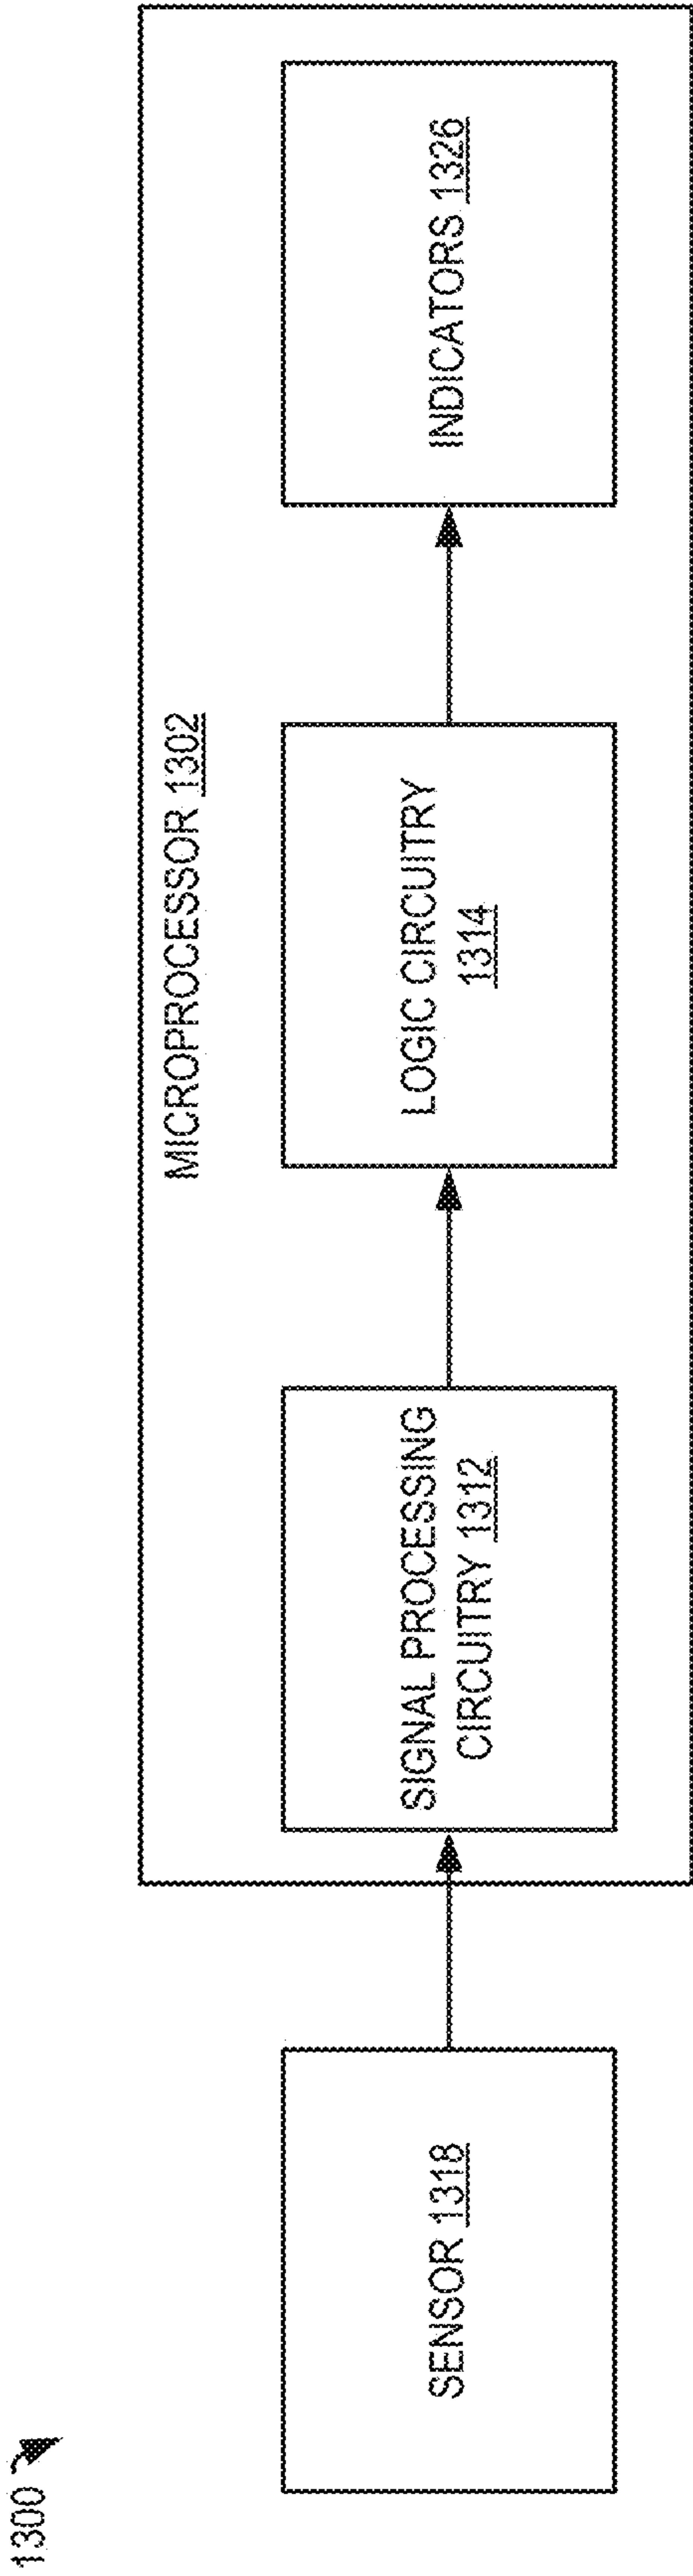 1300
MICROPROCESSOR 1302
SENSOR 1318
SIGNAL PROCESSING
CIRCUITRY 1312
LOGIC CIRCUITRY
1314
INDICATORS 1326